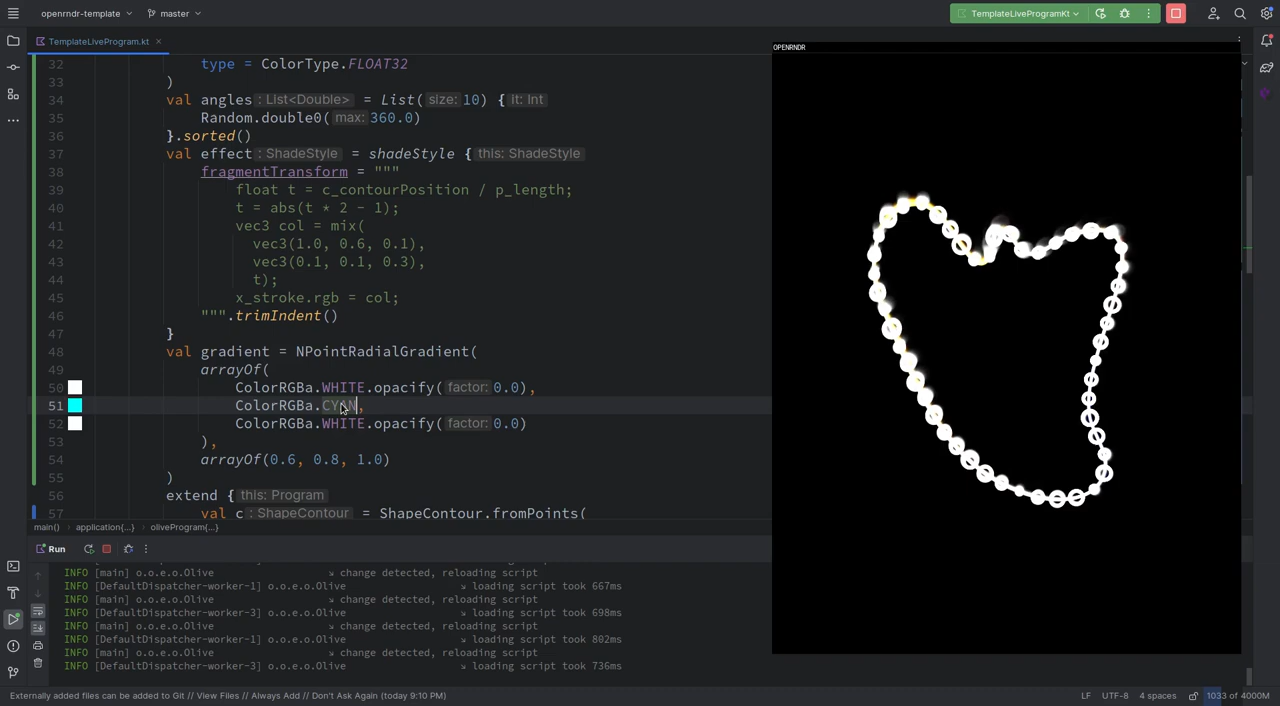 openrndr-template
master
TemplateLiveProgramKt
TemplateLiveProgram.kt
OPENRNDR
32 type = ColorType.FLOAT32
33 )
34 val angles : List<Double> = List( size: 10) { it: Int
35 Random.double0( max: 360.0)
36 }.sorted()
37 val effect : ShadeStyle = shadeStyle { this: ShadeStyle
38 fragmentTransform = """
39 float t = c_contourPosition / p_length;
40 t = abs(t * 2 - 1);
41 vec3 col = mix(
42 vec3(1.0, 0.6, 0.1),
43 vec3(0.1, 0.1, 0.3),
44 t);
45 x_stroke.rgb = col;
46 """.trimIndent()
47 }
48 val gradient = NPointRadialGradient(
49 arrayOf(
50 ColorRGBa.WHITE.opacify( factor: 0.0),
51 ColorRGBa.CYAN,
52 ColorRGBa.WHITE.opacify( factor: 0.0)
53 ),
54 arrayOf(0.6, 0.8, 1.0)
55 )
56 extend { this: Program
57 val c : ShapeContour = ShapeContour.fromPoints(
main() > application{...} > oliveProgram{...}
Run
INFO [main] o.o.e.o.Olive ↘ change detected, reloading script
INFO [DefaultDispatcher-worker-1] o.o.e.o.Olive ↘ loading script took 667ms
INFO [main] o.o.e.o.Olive ↘ change detected, reloading script
INFO [DefaultDispatcher-worker-3] o.o.e.o.Olive ↘ loading script took 698ms
INFO [main] o.o.e.o.Olive ↘ change detected, reloading script
INFO [DefaultDispatcher-worker-1] o.o.e.o.Olive ↘ loading script took 802ms
INFO [main] o.o.e.o.Olive ↘ change detected, reloading script
INFO [DefaultDispatcher-worker-3] o.o.e.o.Olive ↘ loading script took 736ms
Externally added files can be added to Git // View Files // Always Add // Don't Ask Again (today 9:10 PM)
LF UTF-8 4 spaces 1033 of 4000M